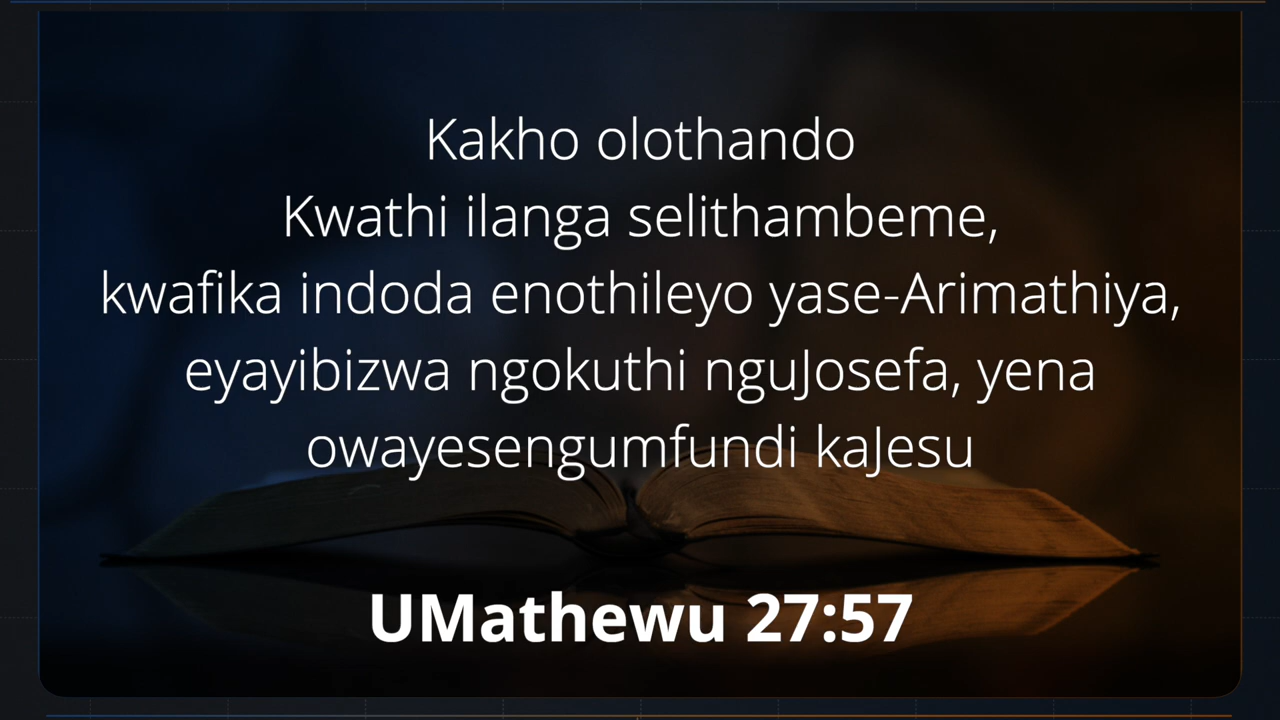 Kakho olothando
Kwathi ilanga selithambeme,
kwafika indoda enothileyo yase-Arimathiya,
eyayibizwa ngokuthi nguJosefa, yena
owayesengumfundi kaJesu
UMathewu 27:57